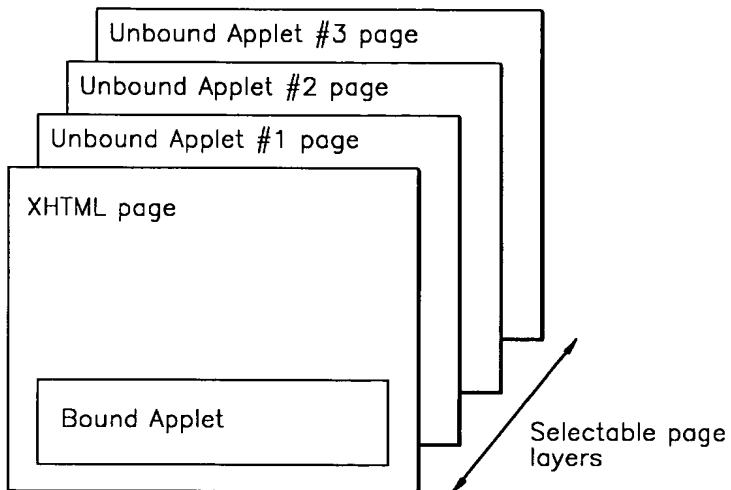 Unbound Applet #3 page
Unbound Applet #2 page
Unbound Applet #1 page
XHTML page
Bound Applet
Selectable page
layers